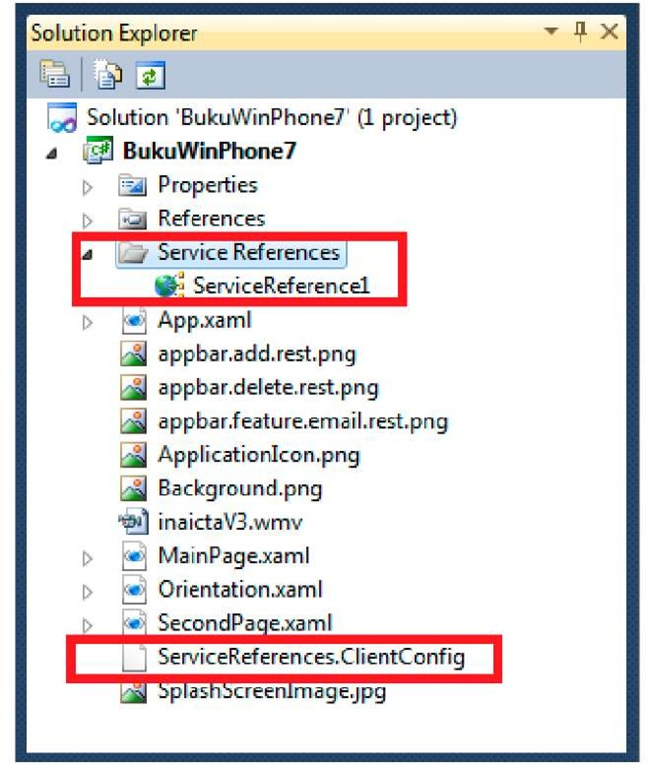 Solution Explorer
Solution 'BukuWinPhone7' (1 project)
BukuWinPhone7
Properties
References
Service References
ServiceReference1
App.xaml
appbar.add.rest.png
appbar.delete.rest.png
appbar.feature.email.rest.png
ApplicationIcon.png
Background.png
inaictaV3.wmv
MainPage.xaml
Orientation.xaml
SecondPage.xaml
ServiceReferences.ClientConfig
SplashScreenImage.jpg